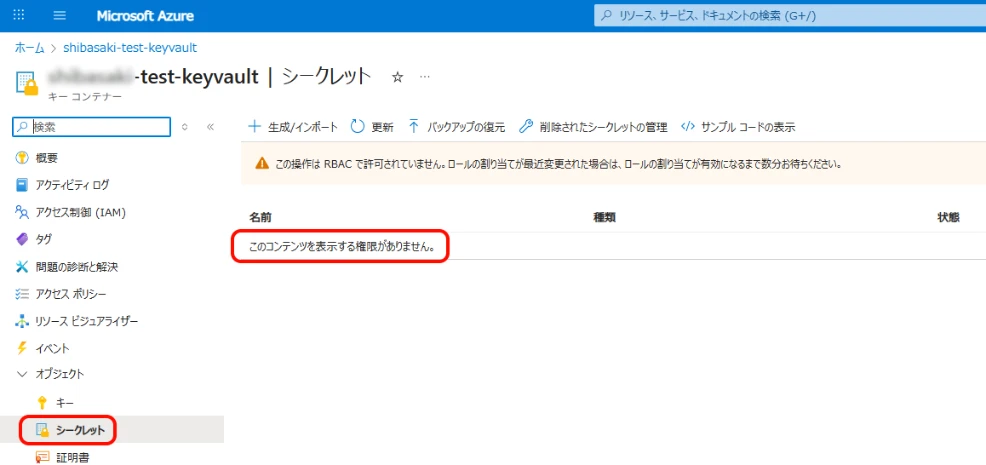 Microsoft Azure
リソース、サービス、ドキュメントの検索 (G+/)
ホーム > shibasaki-test-keyvault
-test-keyvault | シークレット ☆ …
キー コンテナー
検索
生成/インポート 更新 バックアップの復元 削除されたシークレットの管理 </> サンプル コードの表示
概要
アクティビティ ログ
アクセス制御 (IAM)
タグ
問題の診断と解決
アクセス ポリシー
リソース ビジュアライザー
イベント
オブジェクト
キー
シークレット
証明書
この操作は RBAC で許可されていません。ロールの割り当てが最近変更された場合は、ロールの割り当てが有効になるまで数分お待ちください。
名前 種類 状態
このコンテンツを表示する権限がありません。